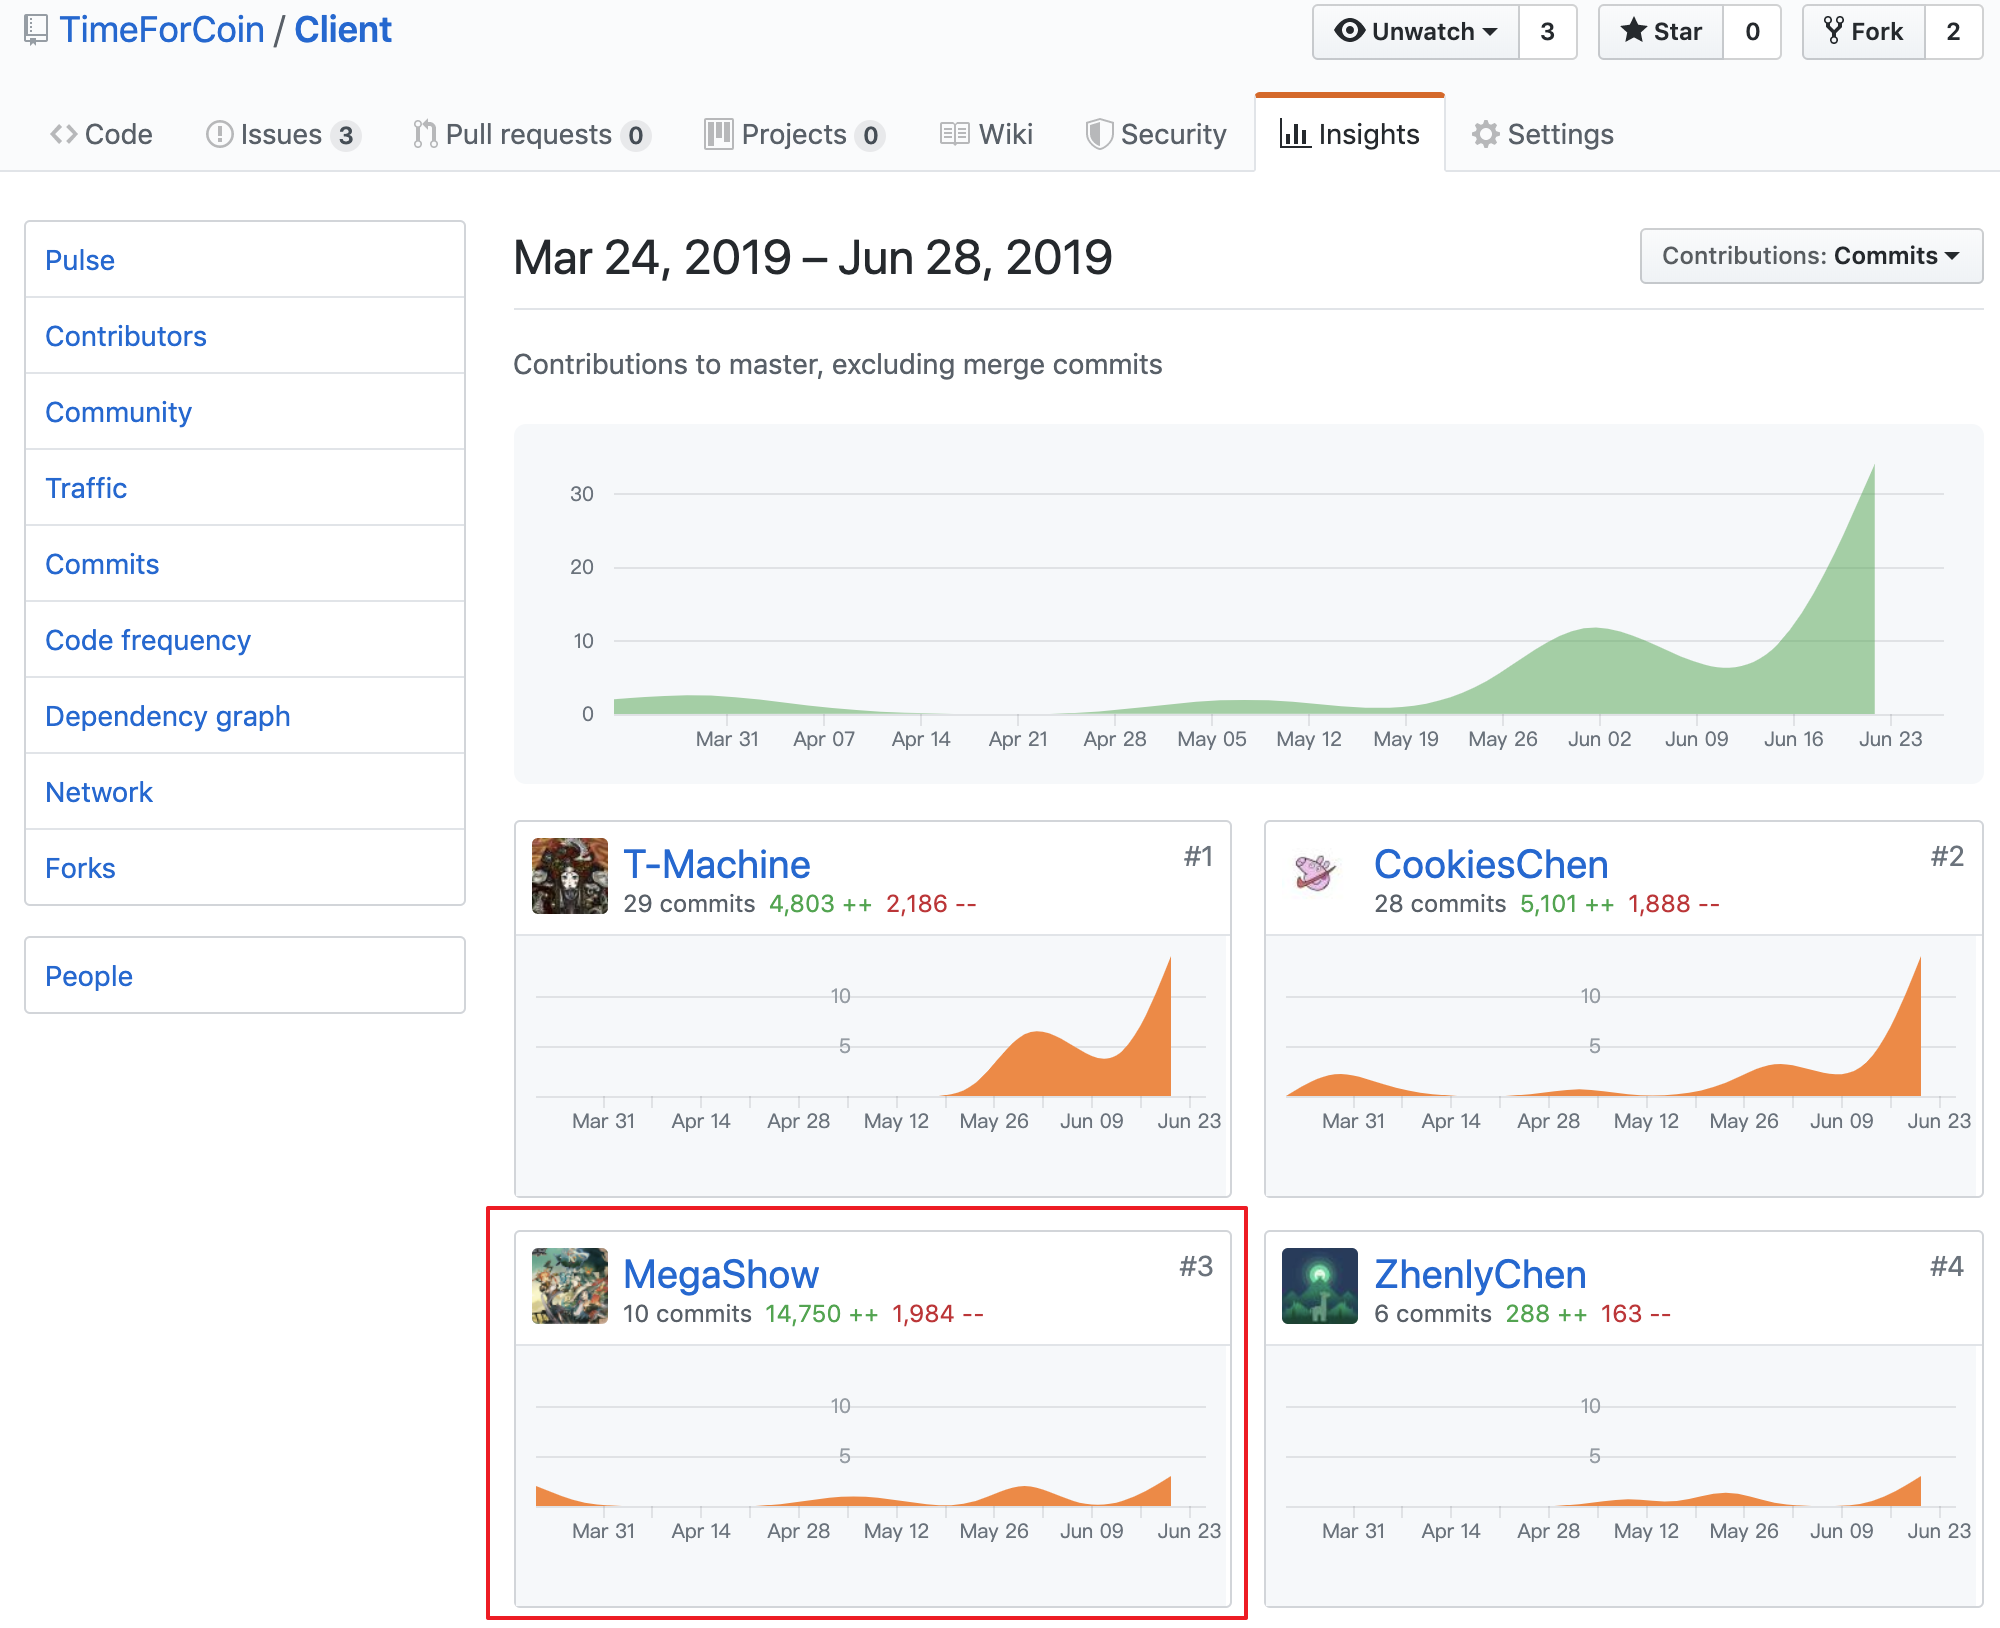 TimeForCoin / Client
Unwatch 3 Star 0 Fork 2
Code Issues 3 Pull requests 0 Projects 0 Wiki Security Insights Settings
Pulse
Contributors
Community
Traffic
Commits
Code frequency
Dependency graph
Network
Forks
People
Mar 24, 2019 – Jun 28, 2019
Contributions: Commits
Contributions to master, excluding merge commits
30
20
10
0
Mar 31 Apr 07 Apr 14 Apr 21 Apr 28 May 05 May 12 May 19 May 26 Jun 02 Jun 09 Jun 16 Jun 23
T-Machine #1
29 commits 4,803 ++ 2,186 --
10
5
Mar 31 Apr 14 Apr 28 May 12 May 26 Jun 09 Jun 23
CookiesChen #2
28 commits 5,101 ++ 1,888 --
10
5
Mar 31 Apr 14 Apr 28 May 12 May 26 Jun 09 Jun 23
MegaShow #3
10 commits 14,750 ++ 1,984 --
10
5
Mar 31 Apr 14 Apr 28 May 12 May 26 Jun 09 Jun 23
ZhenlyChen #4
6 commits 288 ++ 163 --
10
5
Mar 31 Apr 14 Apr 28 May 12 May 26 Jun 09 Jun 23